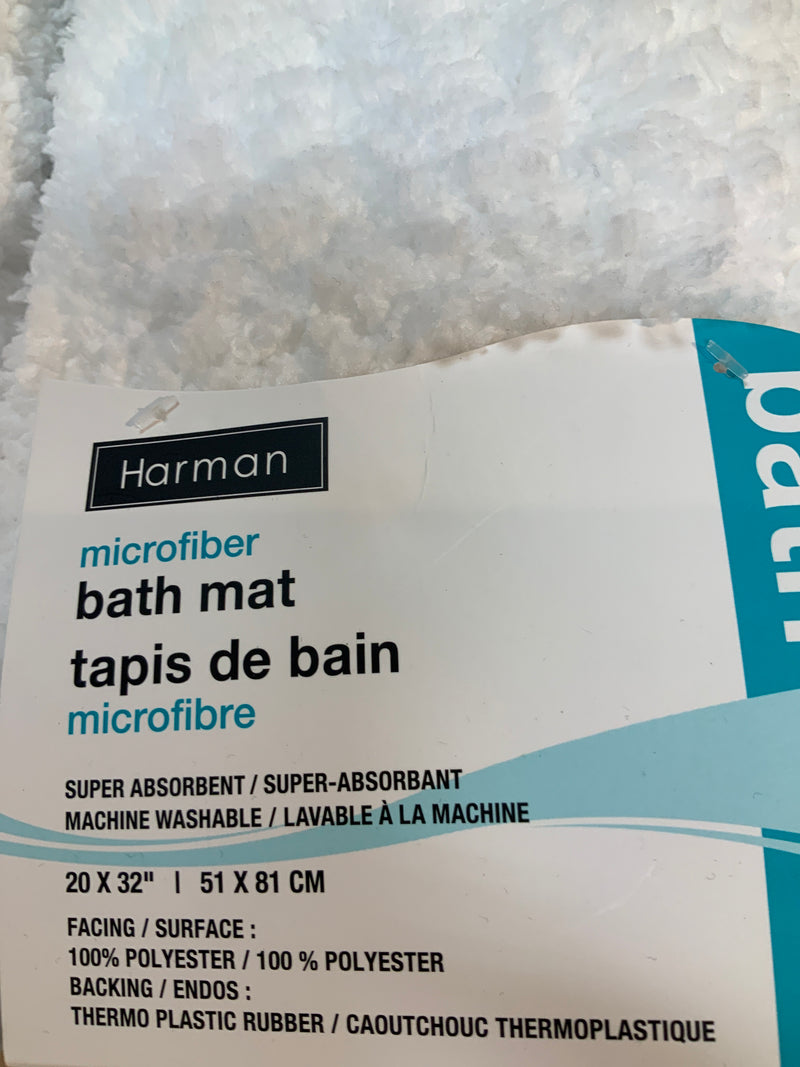 Harman
microfiber
bath mat
tapis de bain
microfibre
SUPER ABSORBENT / SUPER-ABSORBANT
MACHINE WASHABLE / LAVABLE À LA MACHINE
20 X 32" | 51 X 81 CM
FACING / SURFACE :
100% POLYESTER / 100 % POLYESTER
BACKING / ENDOS :
THERMO PLASTIC RUBBER / CAOUTCHOUC THERMOPLASTIQUE
bath